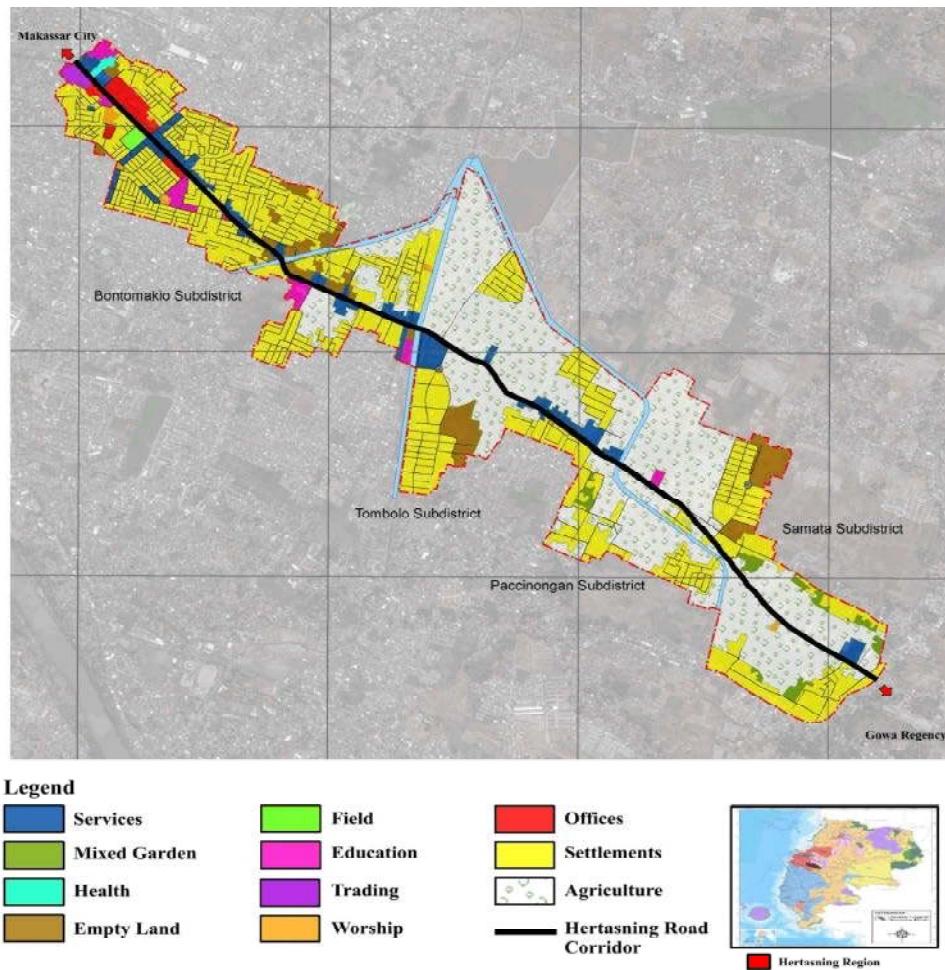 Makassar City
Bontomakio Subdistrict
Tombolo Subdistrict
Samata Subdistrict
Paccinongan Subdistrict
Gowa Regency
Legend
Services
Field
Offices
Mixed Garden
Education
Settlements
Health
Trading
Agriculture
Empty Land
Worship
Hertasning Road
Corridor
Hertasning Region